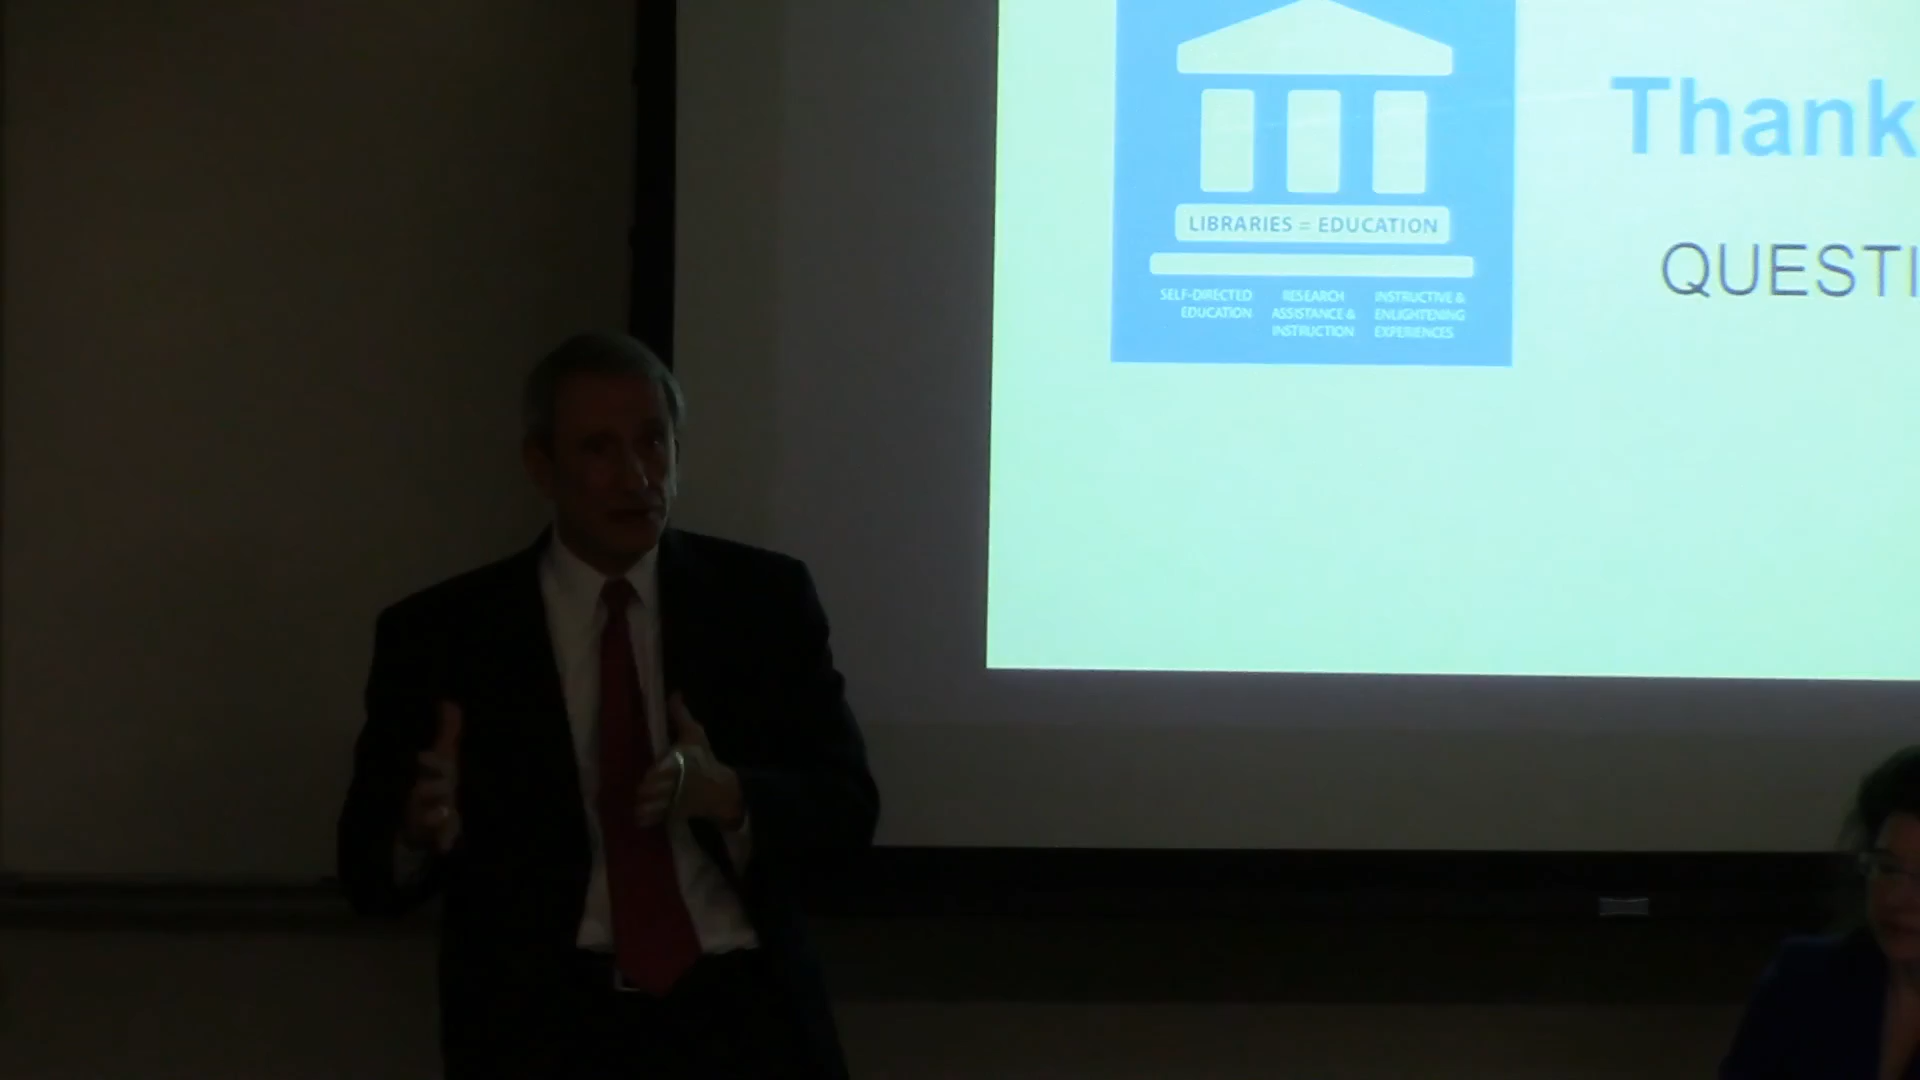 Thank
QUESTI
LIBRARIES = EDUCATION
SELF-DIRECTED
EDUCATION
RESEARCH
ASSISTANCE &
INSTRUCTION
INSTRUCTIVE &
ENLIGHTENING
EXPERIENCES